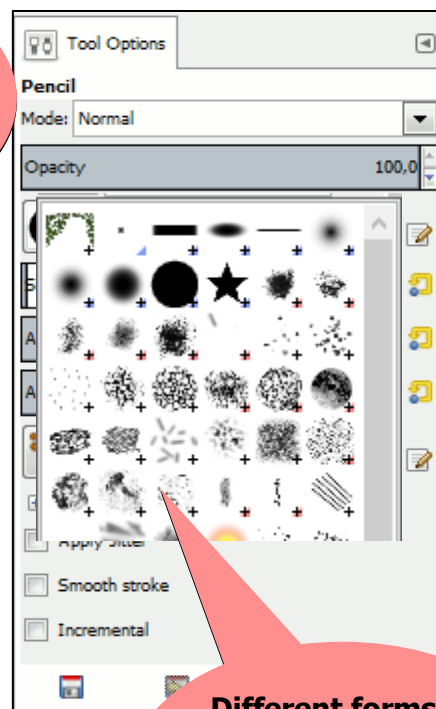 Tool Options
Pencil
Mode: Normal
Opacity 100,0
Apply Jitter
Smooth stroke
Incremental
Different forms